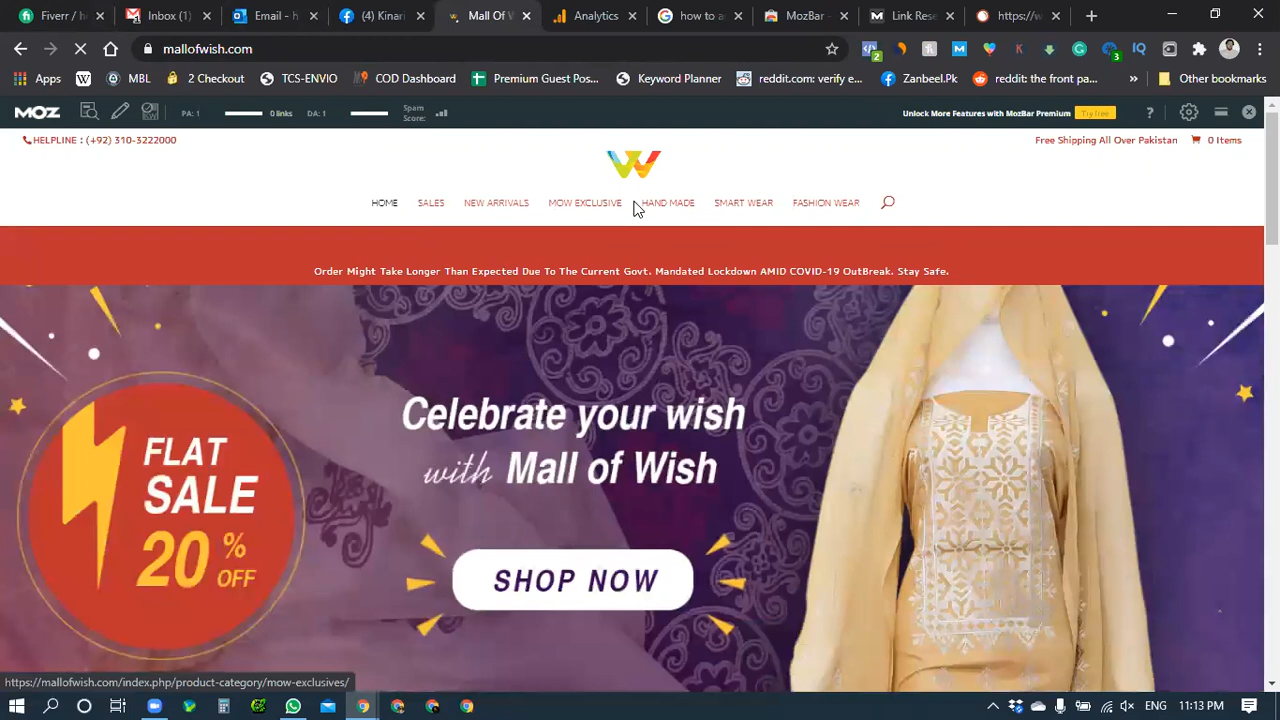 Fiver / h
Inbox (1)
Email - h
(4) Kinar
Mall Of V
Analytics
how to a
MozBar -
Link Rese
https://w
mallofwish.com
2
K
IQ
3
Apps
MBL
2 Checkout
TCS-ENVIO
COD Dashboard
Premium Guest Pos...
Keyword Planner
reddit.com: verify e...
Zanbeel.Pk
reddit the front pa...
»
Other bookmarks
MOZ
PA: 1
0 links
DA: 1
Spam
Score:
Unlock More Features with MozBar Premium
Try free
?
HELPLINE : (+92) 310-3222000
Free Shipping All Over Pakistan
0 Items
HOME
SALES
NEW ARRIVALS
MOW EXCLUSIVE
HAND MADE
SMART WEAR
FASHION WEAR
Order Might Take Longer Than Expected Due To The Current Govt. Mandated Lockdown AMID COVID-19 OutBreak. Stay Safe.
FLAT
SALE
20 %
OFF
Celebrate your wish
with Mall of Wish
SHOP NOW
https://mallofwish.com/index.php/product-category/mow-exclusives/
ENG
11:13 PM